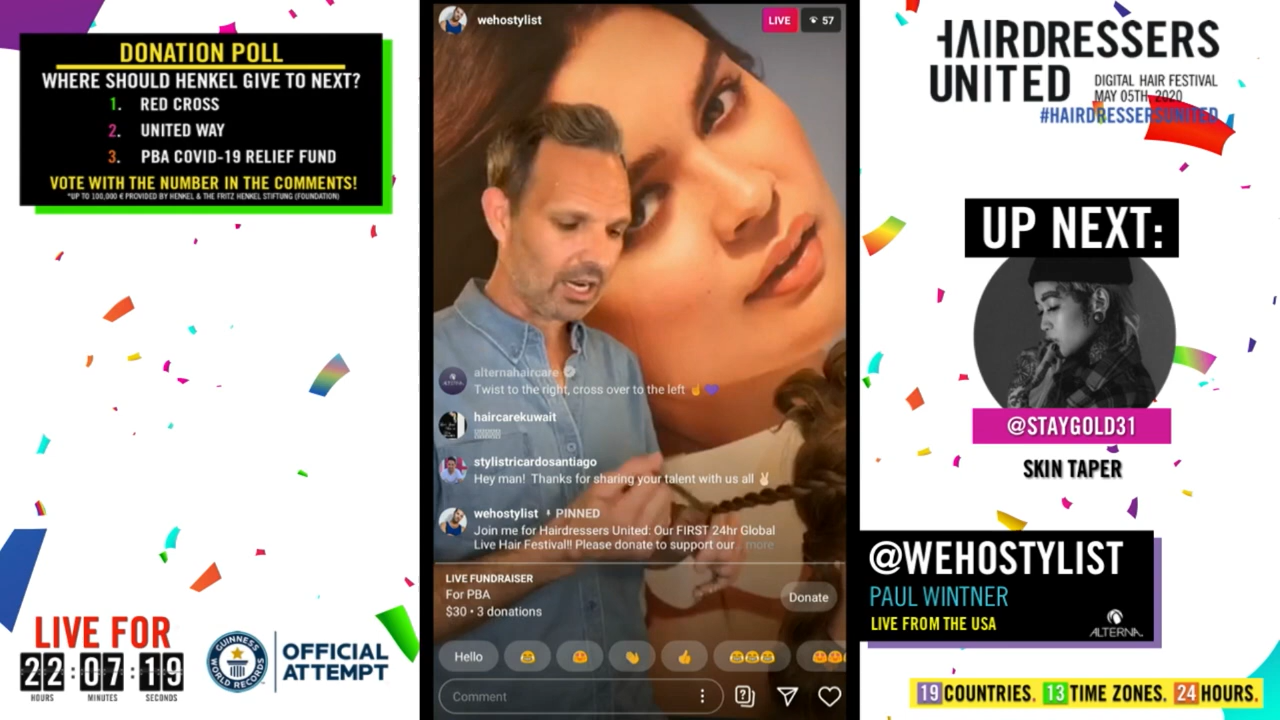 DONATION POLL
WHERE SHOULD HENKEL GIVE TO NEXT?
1. RED CROSS
2. UNITED WAY
3. PBA COVID-19 RELIEF FUND
VOTE WITH THE NUMBER IN THE COMMENTS!
*UP TO 100,000 € PROVIDED BY HENKEL & THE FRITZ HENKEL STIFTUNG (FOUNDATION)
LIVE FOR
22:07:19
HOURS MINUTES SECONDS
GUINNESS WORLD RECORDS
OFFICIAL
ATTEMPT
wehostylist LIVE 57
alternahaircare
Twist to the right, cross over to the left
haircarekuwait
stylistricardosantiago
Hey man! Thanks for sharing your talent with us all ✌
wehostylist PINNED
Join me for Hairdressers United: Our FIRST 24hr Global
Live Hair Festival!! Please donate to support our... more
LIVE FUNDRAISER
For PBA
$30 • 3 donations
Donate
Hello
Comment
HAIRDRESSERS
UNITED
DIGITAL HAIR FESTIVAL
MAY 05TH, 2020
#HAIRDRESSERSUNITED
UP NEXT:
@STAYGOLD31
SKIN TAPER
@WEHOSTYLIST
PAUL WINTNER
LIVE FROM THE USA
ALTERNA
19 COUNTRIES. 13 TIME ZONES. 24 HOURS.